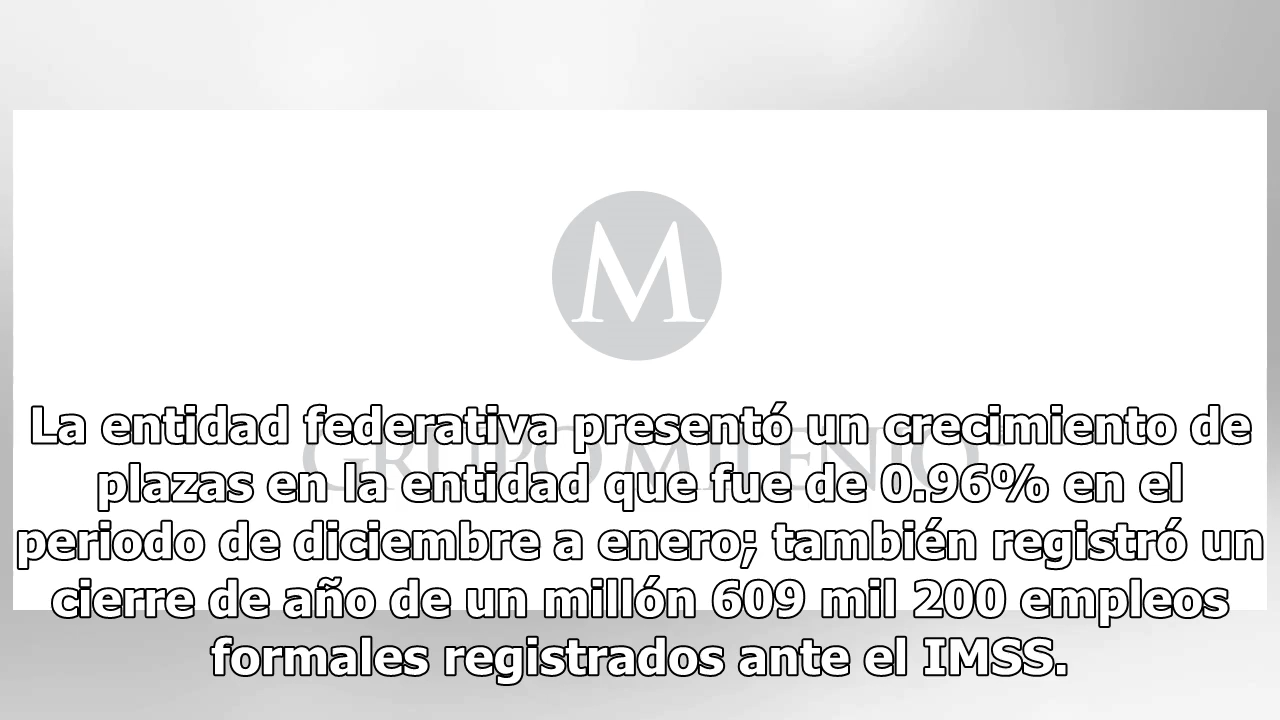 M
GRUPO MILENIO
La entidad federativa presentó un crecimiento de
plazas en la entidad que fue de 0.96% en el
periodo de diciembre a enero; también registró un
cierre de año de un millón 609 mil 200 empleos
formales registrados ante el IMSS.